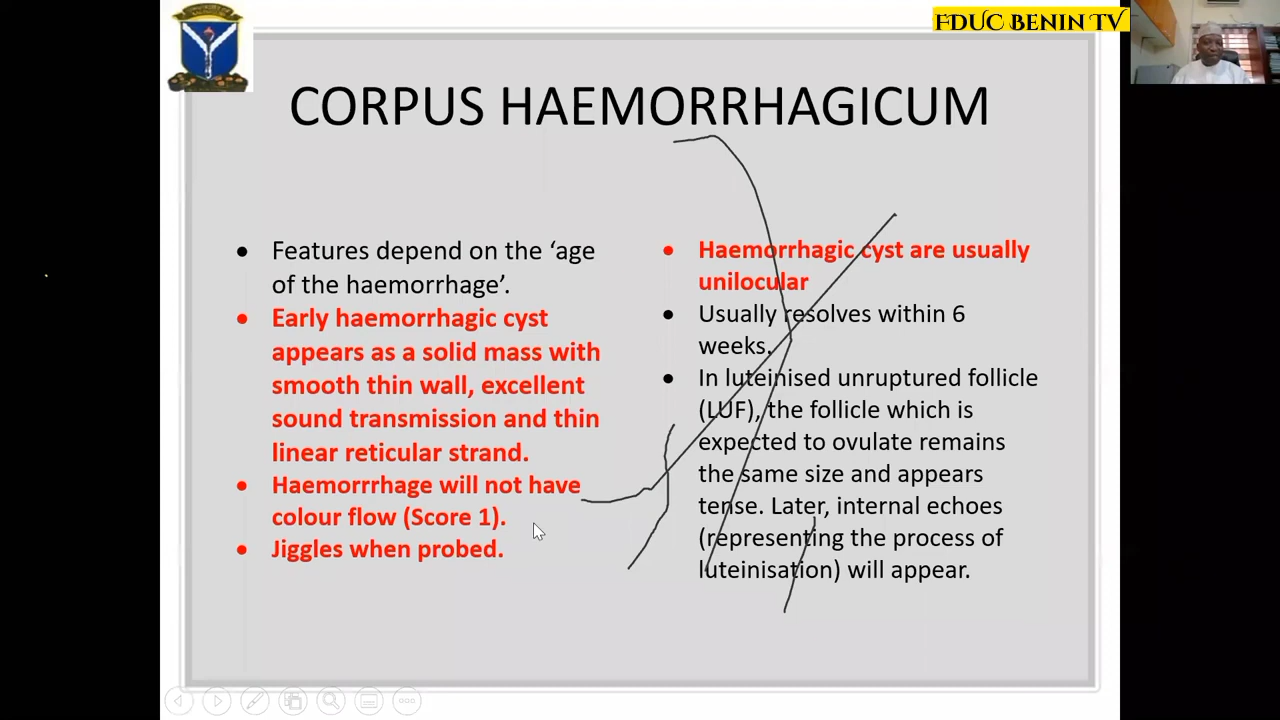 FDUC BENIN TV
CORPUS HAEMORRHAGICUM
• Features depend on the ‘age
of the haemorrhage’.
• Early haemorrhagic cyst
appears as a solid mass with
smooth thin wall, excellent
sound transmission and thin
linear reticular strand.
• Haemorrrhage will not have
colour flow (Score 1).
• Jiggles when probed.
• Haemorrhagic cyst are usually
unilocular
• Usually resolves within 6
weeks.
• In luteinised unruptured follicle
(LUF), the follicle which is
expected to ovulate remains
the same size and appears
tense. Later, internal echoes
(representing the process of
luteinisation) will appear.